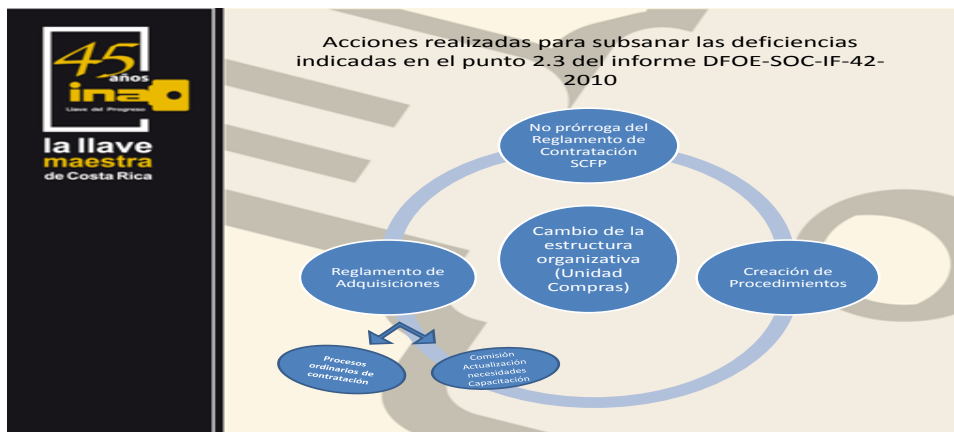 45
años
ina
Llave del Progreso
la llave
maestra
de Costa Rica
Acciones realizadas para subsanar las deficiencias
indicadas en el punto 2.3 del informe DFOE-SOC-IF-42-
2010
No prórroga del
Reglamento de
Contratación
SCFP
Cambio de la
estructura
organizativa
(Unidad
Compras)
Reglamento de
Adquisiciones
Creación de
Procedimientos
Procesos
ordinarios de
contratación
Comisión
Actualización
necesidades
Capacitación